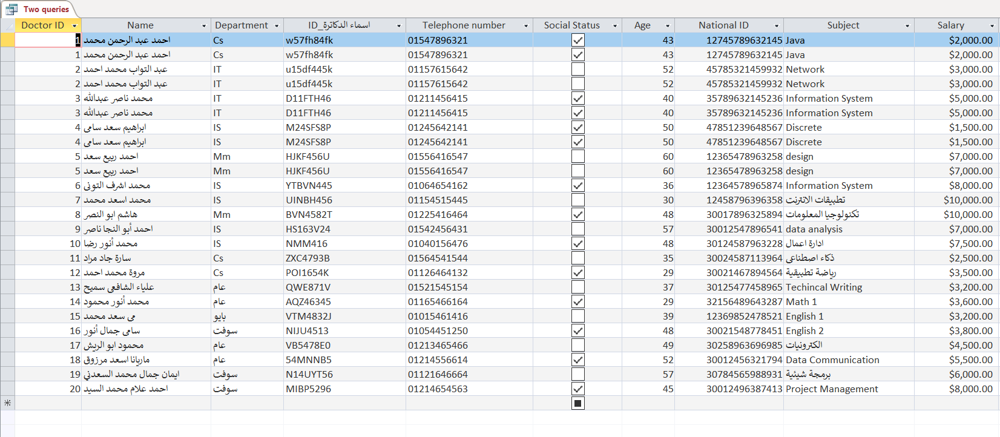 Two queries
Doctor ID Name Department ID_اسماء الدكاترة Telephone number Social Status Age National ID Subject Salary
1 احمد عبد الرحمن محمد Cs w57fh84fk 01547896321 43 12745789632145 Java $2,000.00
1 احمد عبد الرحمن محمد Cs w57fh84fk 01547896321 43 12745789632145 Java $2,000.00
2 عبد التواب محمد احمد IT u15df445k 01157615642 52 45785321459932 Network $3,000.00
2 عبد التواب محمد احمد IT u15df445k 01157615642 52 45785321459932 Network $3,000.00
3 محمد ناصر عبدالله IT D11FTH46 01211456415 40 35789632145236 Information System $5,000.00
3 محمد ناصر عبدالله IT D11FTH46 01211456415 40 35789632145236 Information System $5,000.00
4 ابراهيم سعد سامى IS M24SFS8P 01245642141 50 47851239648567 Discrete $1,500.00
4 ابراهيم سعد سامى IS M24SFS8P 01245642141 50 47851239648567 Discrete $1,500.00
5 احمد ربيع سعد Mm HJKF456U 01556416547 60 12365478963258 design $7,000.00
5 احمد ربيع سعد Mm HJKF456U 01556416547 60 12365478963258 design $7,000.00
6 محمد اشرف التونى IS YTBVN445 01064654162 36 12364578965874 Information System $8,000.00
7 محمد اسعد محمد IS UINBH456 01154515445 30 12458796396358 تطبيقات الانترنت $10,000.00
8 هاشم ابو النصر Mm BVN4582T 01225416464 48 30017896325894 تكنولوجيا المعلومات $10,000.00
9 احمد أبو النجا ناصر IS HS163V24 01542456431 57 30012547896541 data analysis $7,000.00
10 محمد أنور رضا IS NMM416 01040156476 48 30124587963228 ادارة اعمال $7,500.00
11 سارة جاد مراد Cs ZXC4793B 01564541544 35 30024587113964 ذكاء اصطناعى $2,500.00
12 مروة محمد احمد Cs POI1654K 01126464132 29 30021467894564 رياضة تطبيقية $3,500.00
13 علياء الشافعى سميح عام QWE871V 01521545154 37 30125477458965 Techincal Writing $3,200.00
14 محمد أنور محمود عام AQZ46345 01165466164 29 32156489643287 Math 1 $3,600.00
15 مى سعد محمد بايو VTM4832J 01015461416 39 12369852478521 English 1 $3,200.00
16 سامى جمال أنور سوفت NIJU4513 01054451250 48 30021548778451 English 2 $3,800.00
17 محمود ابو الريش عام VB5478E0 01213465466 49 30258963696985 الكترونيات $4,500.00
18 ماريانا اسعد مرزوق عام 54MNNB5 01214556614 52 30012456321794 Data Communication $5,500.00
19 ايمان جمال محمد السعدني سوفت N14UYT56 01121646664 57 30784565988931 برمجة شيئية $6,000.00
20 احمد علام محمد السيد سوفت MIBP5296 01214654563 45 30012496387413 Project Management $8,000.00